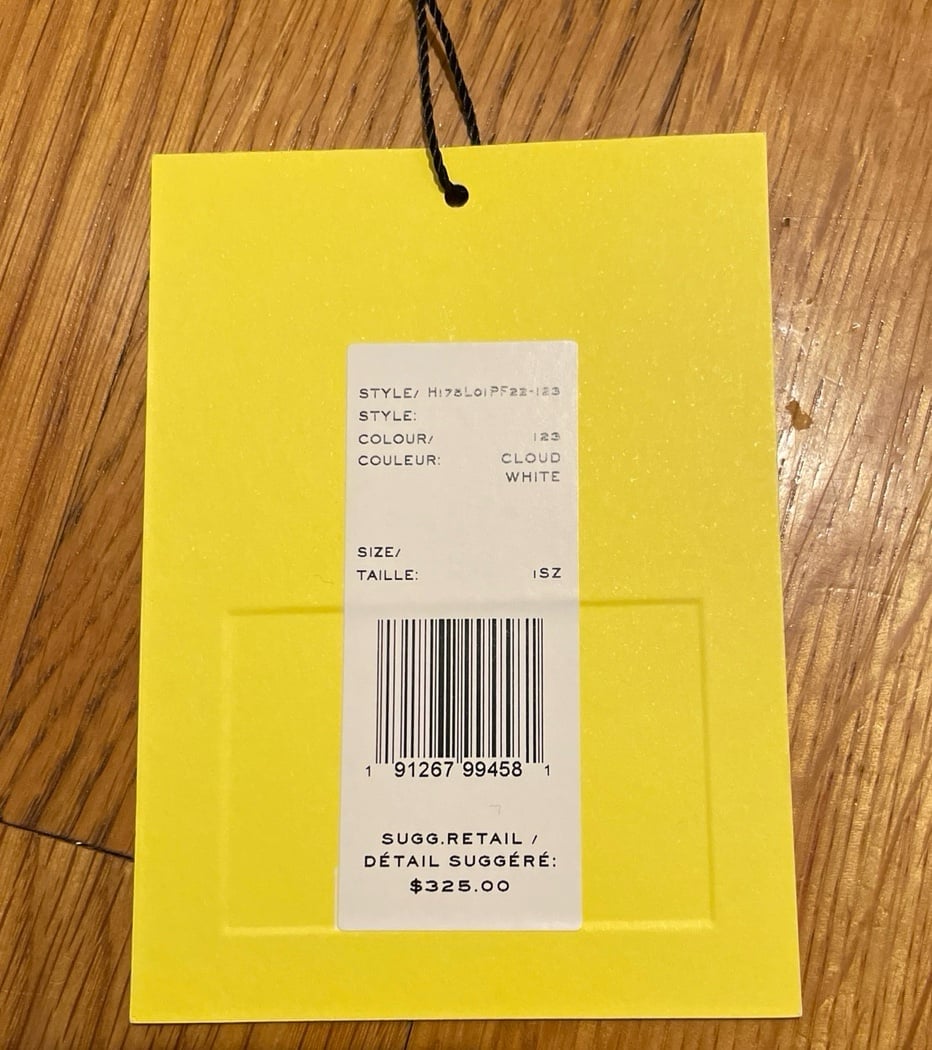 STYLE/ H178L01PF22-123
STYLE:
COLOUR/ 123
COULEUR: CLOUD
WHITE
SIZE/
TAILLE: 1SZ
1 91267 99458 1
SUGG.RETAIL /
DÉTAIL SUGGÉRÉ:
$325.00